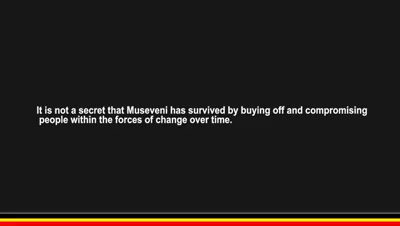 It is not a secret that Museveni has survived by buying off and compromising
people within the forces of change over time.